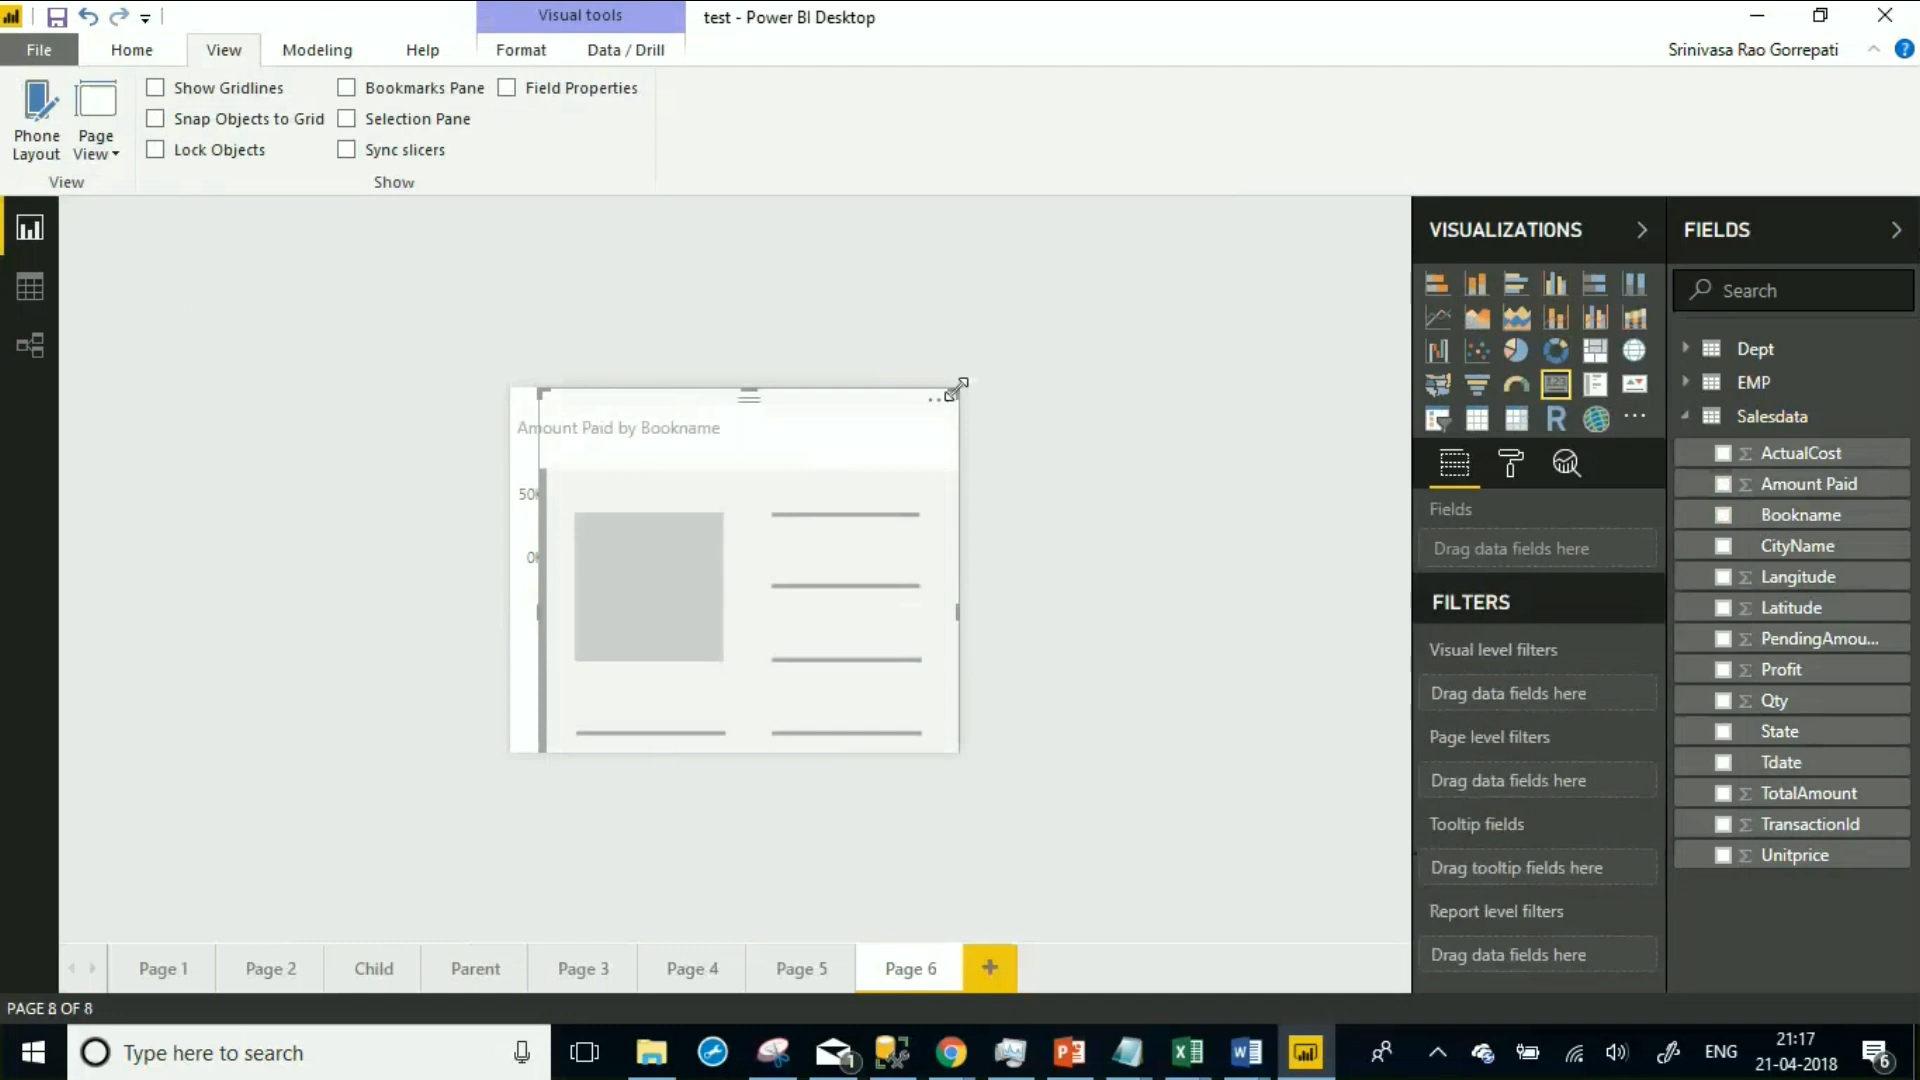 Visual tools
test - Power BI Desktop
File Home View Modeling Help Format Data / Drill
Srinivasa Rao Gorrepati
Show Gridlines Bookmarks Pane Field Properties
Snap Objects to Grid Selection Pane
Lock Objects Sync slicers
Phone Layout
Page View
View
Show
VISUALIZATIONS
FIELDS
Search
Dept
EMP
Salesdata
ActualCost
Amount Paid
Bookname
CityName
Langitude
Latitude
PendingAmou...
Profit
Qty
State
Tdate
TotalAmount
TransactionId
Unitprice
Fields
Drag data fields here
FILTERS
Visual level filters
Drag data fields here
Page level filters
Drag data fields here
Tooltip fields
Drag tooltip fields here
Report level filters
Drag data fields here
Amount Paid by Bookname
50K
0K
Page 1 Page 2 Child Parent Page 3 Page 4 Page 5 Page 6 +
PAGE 8 OF 8
Type here to search
1
ENG
21:17
21-04-2018
6